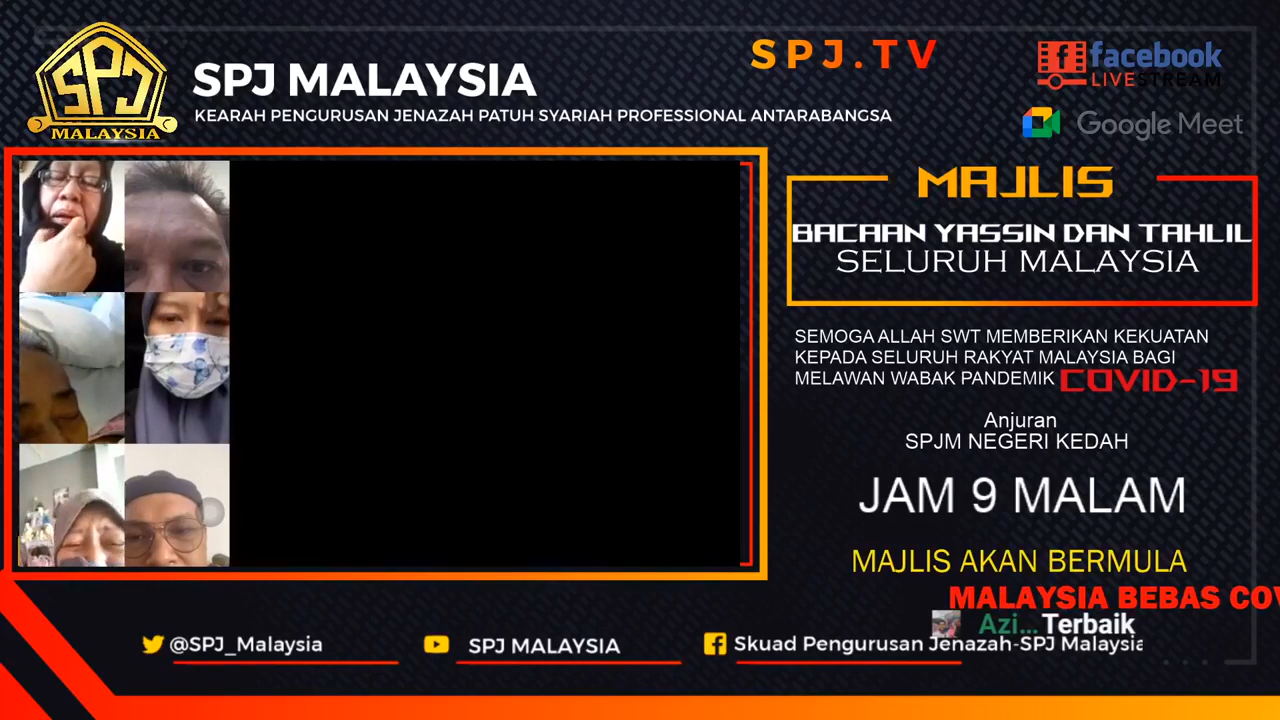 SPJ
MALAYSIA
SPJ MALAYSIA
KEARAH PENGURUSAN JENAZAH PATUH SYARIAH PROFESSIONAL ANTARABANGSA
SPJ.TV
facebook
LIVESTREAM
Google Meet
MAJLIS
BACAAN YASSIN DAN TAHLIL
SELURUH MALAYSIA
SEMOGA ALLAH SWT MEMBERIKAN KEKUATAN
KEPADA SELURUH RAKYAT MALAYSIA BAGI
MELAWAN WABAK PANDEMIK COVID-19
Anjuran
SPJM NEGERI KEDAH
JAM 9 MALAM
MAJLIS AKAN BERMULA
MALAYSIA BEBAS COV
Azi... Terbaik
@SPJ_Malaysia
SPJ MALAYSIA
Skuad Pengurusan Jenazah-SPJ Malaysia